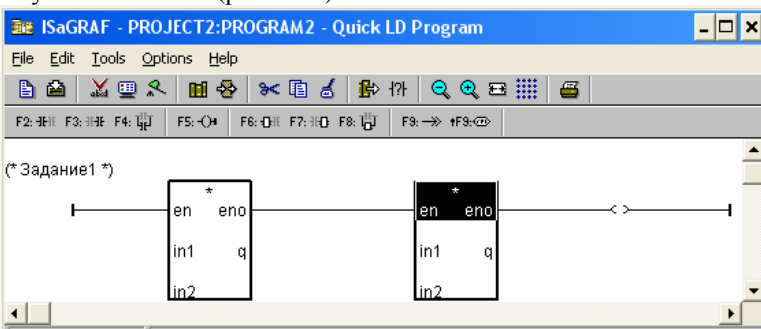 ISaGRAF - PROJECT2:PROGRAM2 - Quick LD Program
File Edit Tools Options Help
F2: F3: F4: F5: F6: F7: F8: F9: ↑F9:
(* Задание1 *)
* *
en eno en eno
in1 q in1 q
in2 in2